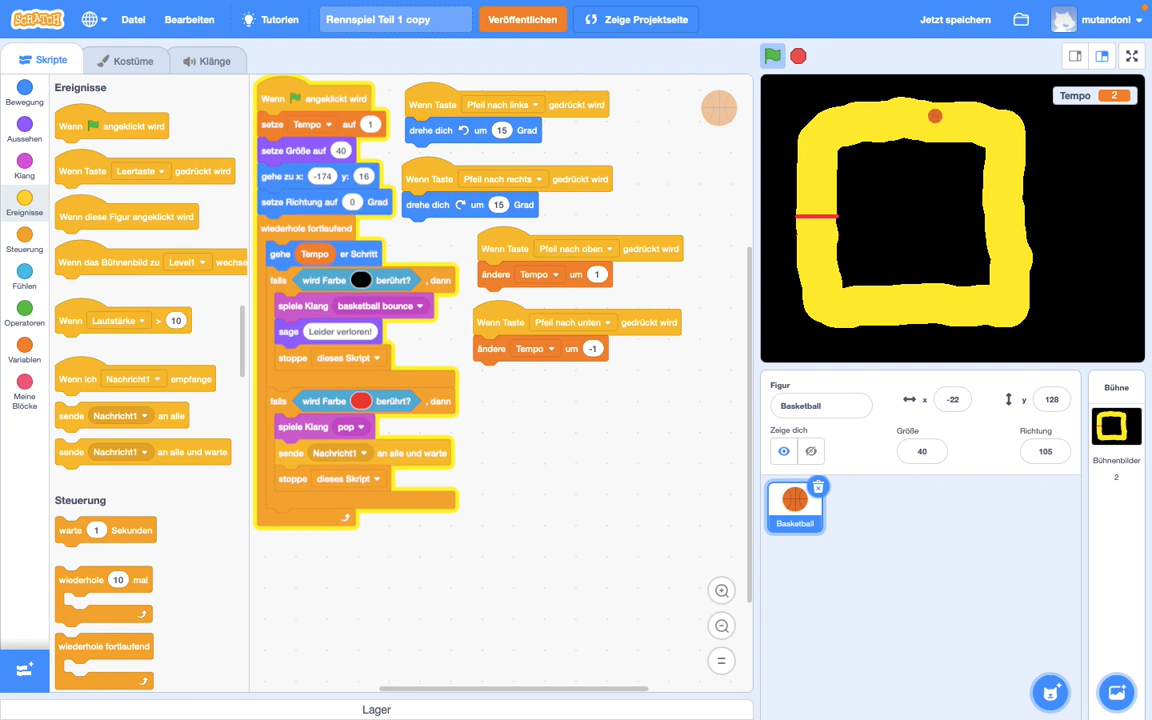 SCRATCH
Datei
Bearbeiten
Tutorien
Rennspiel Teil 1 copy
Veröffentlichen
Zeige Projektseite
Jetzt speichern
mutandoni
Skripte
Kostüme
Klänge
Bewegung
Aussehen
Klang
Ereignisse
Steuerung
Fühlen
Operatoren
Variablen
Meine
Blöcke
Ereignisse
Wenn angeklickt wird
Wenn Taste Leertaste gedrückt wird
Wenn diese Figur angeklickt wird
Wenn das Bühnenbild zu Level1 wechse
Wenn Lautstärke > 10
Wenn ich Nachricht1 empfange
sende Nachricht1 an alle
sende Nachricht1 an alle und warte
Steuerung
warte 1 Sekunden
wiederhole 10 mal
wiederhole fortlaufend
Wenn angeklickt wird
setze Tempo auf 1
setze Größe auf 40
gehe zu x: -174 y: 16
setze Richtung auf 0 Grad
wiederhole fortlaufend
gehe Tempo er Schritt
falls wird Farbe berührt? , dann
spiele Klang basketball bounce
sage Leider verloren!
stoppe dieses Skript
falls wird Farbe berührt? , dann
spiele Klang pop
sende Nachricht1 an alle und warte
stoppe dieses Skript
Wenn Taste Pfeil nach links gedrückt wird
drehe dich um 15 Grad
Wenn Taste Pfeil nach rechts gedrückt wird
drehe dich um 15 Grad
Wenn Taste Pfeil nach oben gedrückt wird
ändere Tempo um 1
Wenn Taste Pfeil nach unten gedrückt wird
ändere Tempo um -1
Lager
Tempo 2
Figur
Basketball
x -22
y 128
Zeige dich
Größe
40
Richtung
105
Basketball
Bühne
Bühnenbilder
2